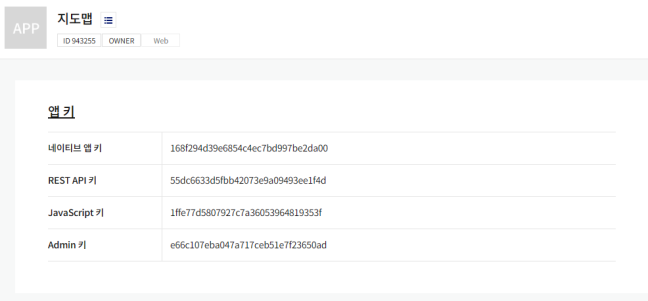 APP
지도맵
ID 943255 OWNER Web
앱 키
네이티브 앱 키 168f294d39e6854c4ec7bd997be2da00
REST API 키 55dc6633d5fbb42073e9a09493ee1f4d
JavaScript 키 1ffe77d5807927c7a36053964819353f
Admin 키 e66c107eba047a717ceb51e7f23650ad